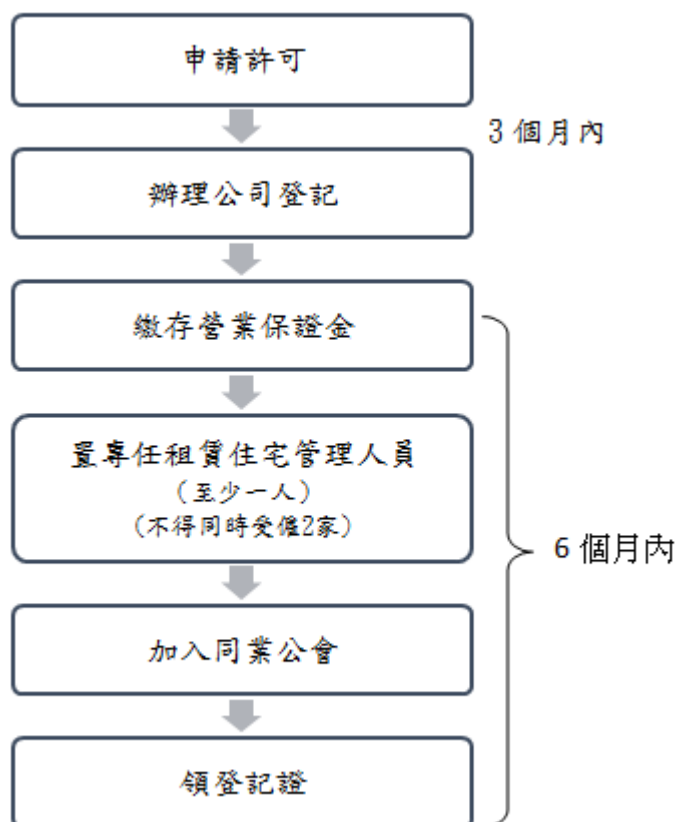 申請許可
3個月內
辦理公司登記
繳存營業保證金
置專任租賃住宅管理人員
(至少一人)
(不得同時受僱2家)
6個月內
加入同業公會
領登記證